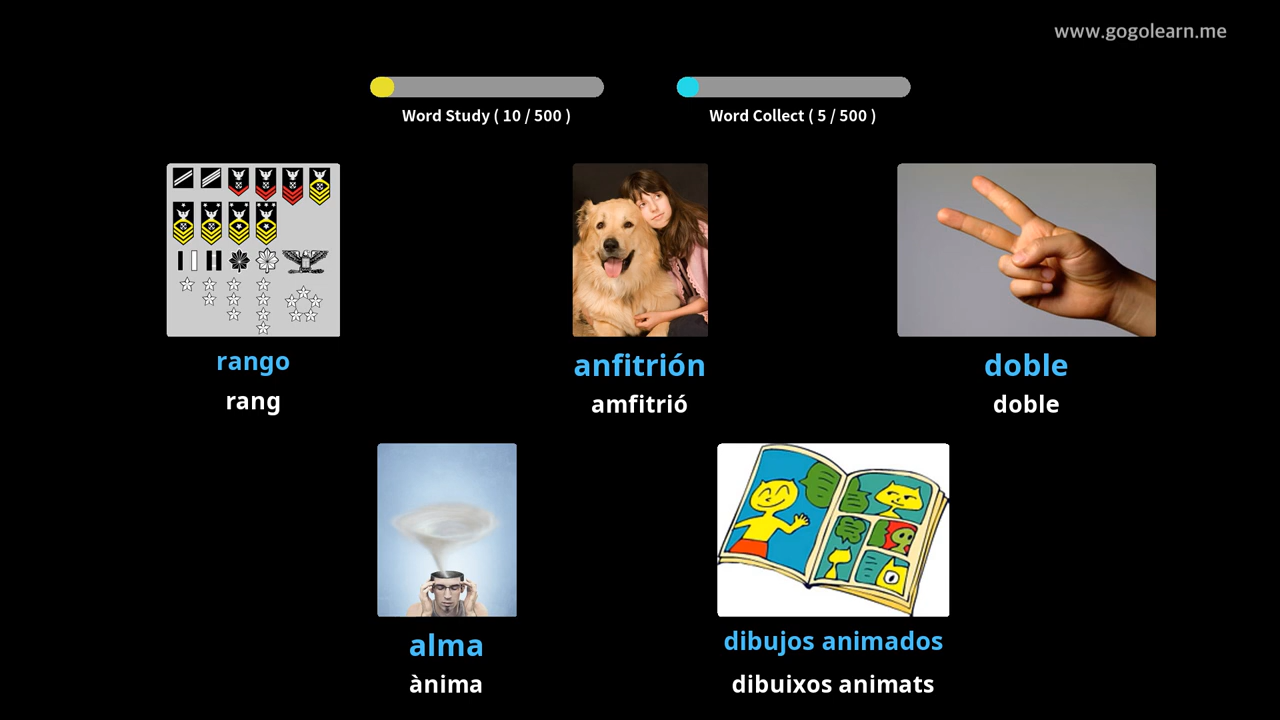 www.gogolearn.me
Word Study ( 10 / 500 )
Word Collect ( 5 / 500 )
rango
rang
anfitrión
amfitrió
doble
doble
alma
ànima
dibujos animados
dibuixos animats